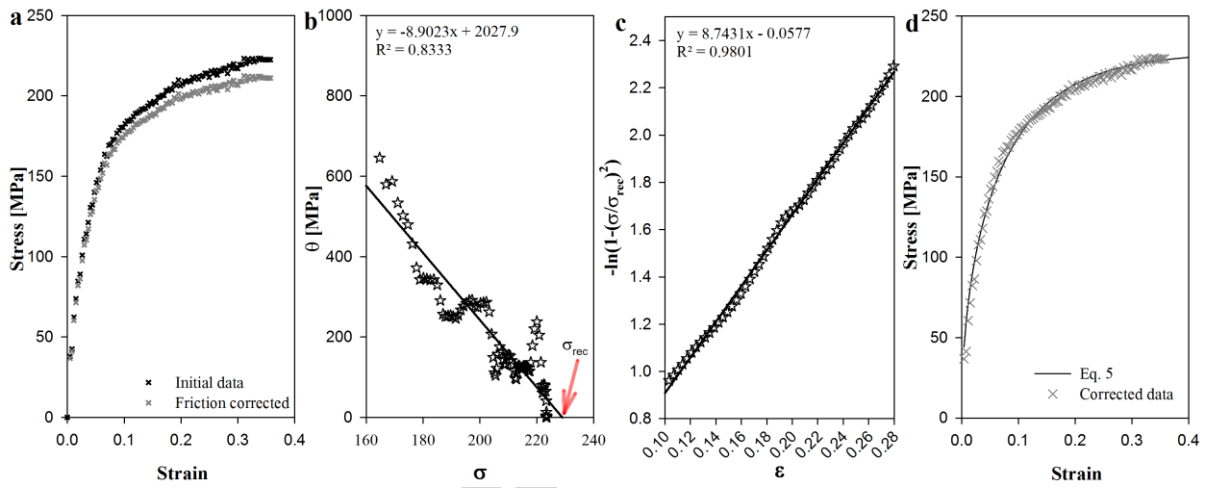 a
Stress [MPa]
250
200
150
100
50
0
0.0
0.1
0.2
0.3
0.4
Strain
Initial data
Friction corrected
b
y = -8.9023x + 2027.9
R² = 0.8333
θ [MPa]
1000
800
600
400
200
0
160
180
200
220
240
σ
σrec
c
y = 8.7431x - 0.0577
R² = 0.9801
-ln(1-(σ/σrec)²)
2.4
2.2
2.0
1.8
1.6
1.4
1.2
1.0
0.8
0.10
0.12
0.14
0.16
0.18
0.20
0.22
0.24
0.26
0.28
ε
d
Stress [MPa]
250
200
150
100
50
0
0.0
0.1
0.2
0.3
0.4
Strain
Eq. 5
Corrected data